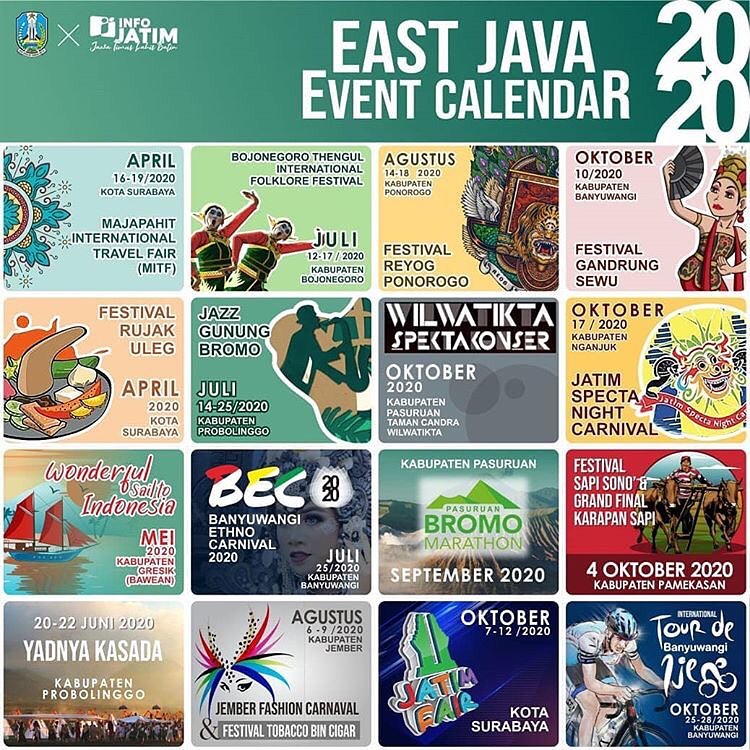 INFO
JATIM
EAST JAVA
EVENT CALENDAR
20
20
APRIL
16-19/2020
KOTA SURABAYA
MAJAPAHIT
INTERNATIONAL
TRAVEL FAIR
(MITF)
BOJONEGORO THENGUL
INTERNATIONAL
FOLKLORE FESTIVAL
JULI
12-17 / 2020
KABUPATEN
BOJONEGORO
AGUSTUS
14-18 2020
KABUPATEN
PONOROGO
FESTIVAL
REYOG
PONOROGO
OKTOBER
10/2020
KABUPATEN
BANYUWANGI
FESTIVAL
GANDRUNG
SEWU
FESTIVAL
RUJAK
ULEG
APRIL
2020
KOTA
SURABAYA
JAZZ
GUNUNG
BROMO
JULI
14-25/2020
KABUPATEN
PROBOLINGGO
WILWATIKTA
SPEKTAKONSER
OKTOBER
2020
KABUPATEN
PASURUAN
TAMAN CANDRA
WILWATIKTA
OKTOBER
17 / 2020
KABUPATEN
NGANJUK
JATIM
SPECTA
NIGHT
CARNIVAL
Jatim Specta Night Ca
Wonderful
Sail to
Indonesia
MEI
2020
KABUPATEN
GRESIK
(BAWEAN)
BEC 20
20
BANYUWANGI
ETHNO
CARNIVAL
2020
JULI
25/2020
KABUPATEN
BANYUWANGI
KABUPATEN PASURUAN
PASURUAN
BROMO
MARATHON
SEPTEMBER 2020
FESTIVAL
SAPI SONO' &
GRAND FINAL
KARAPAN SAPI
4 OKTOBER 2020
KABUPATEN PAMEKASAN
20-22 JUNI 2020
YADNYA KASADA
KABUPATEN
PROBOLINGGO
AGUSTUS
6 -9 /2020
KABUPATEN
JEMBER
JEMBER FASHION CARNAVAL
& FESTIVAL TOBACCO BIN CIGAR
OKTOBER
7-12 /2020
JATIM
FAIR
KOTA
SURABAYA
INTERNATIONAL
Tour de
Banyuwangi
Ijen
OKTOBER
25-28/2020
KABUPATEN
BANYUWANGI